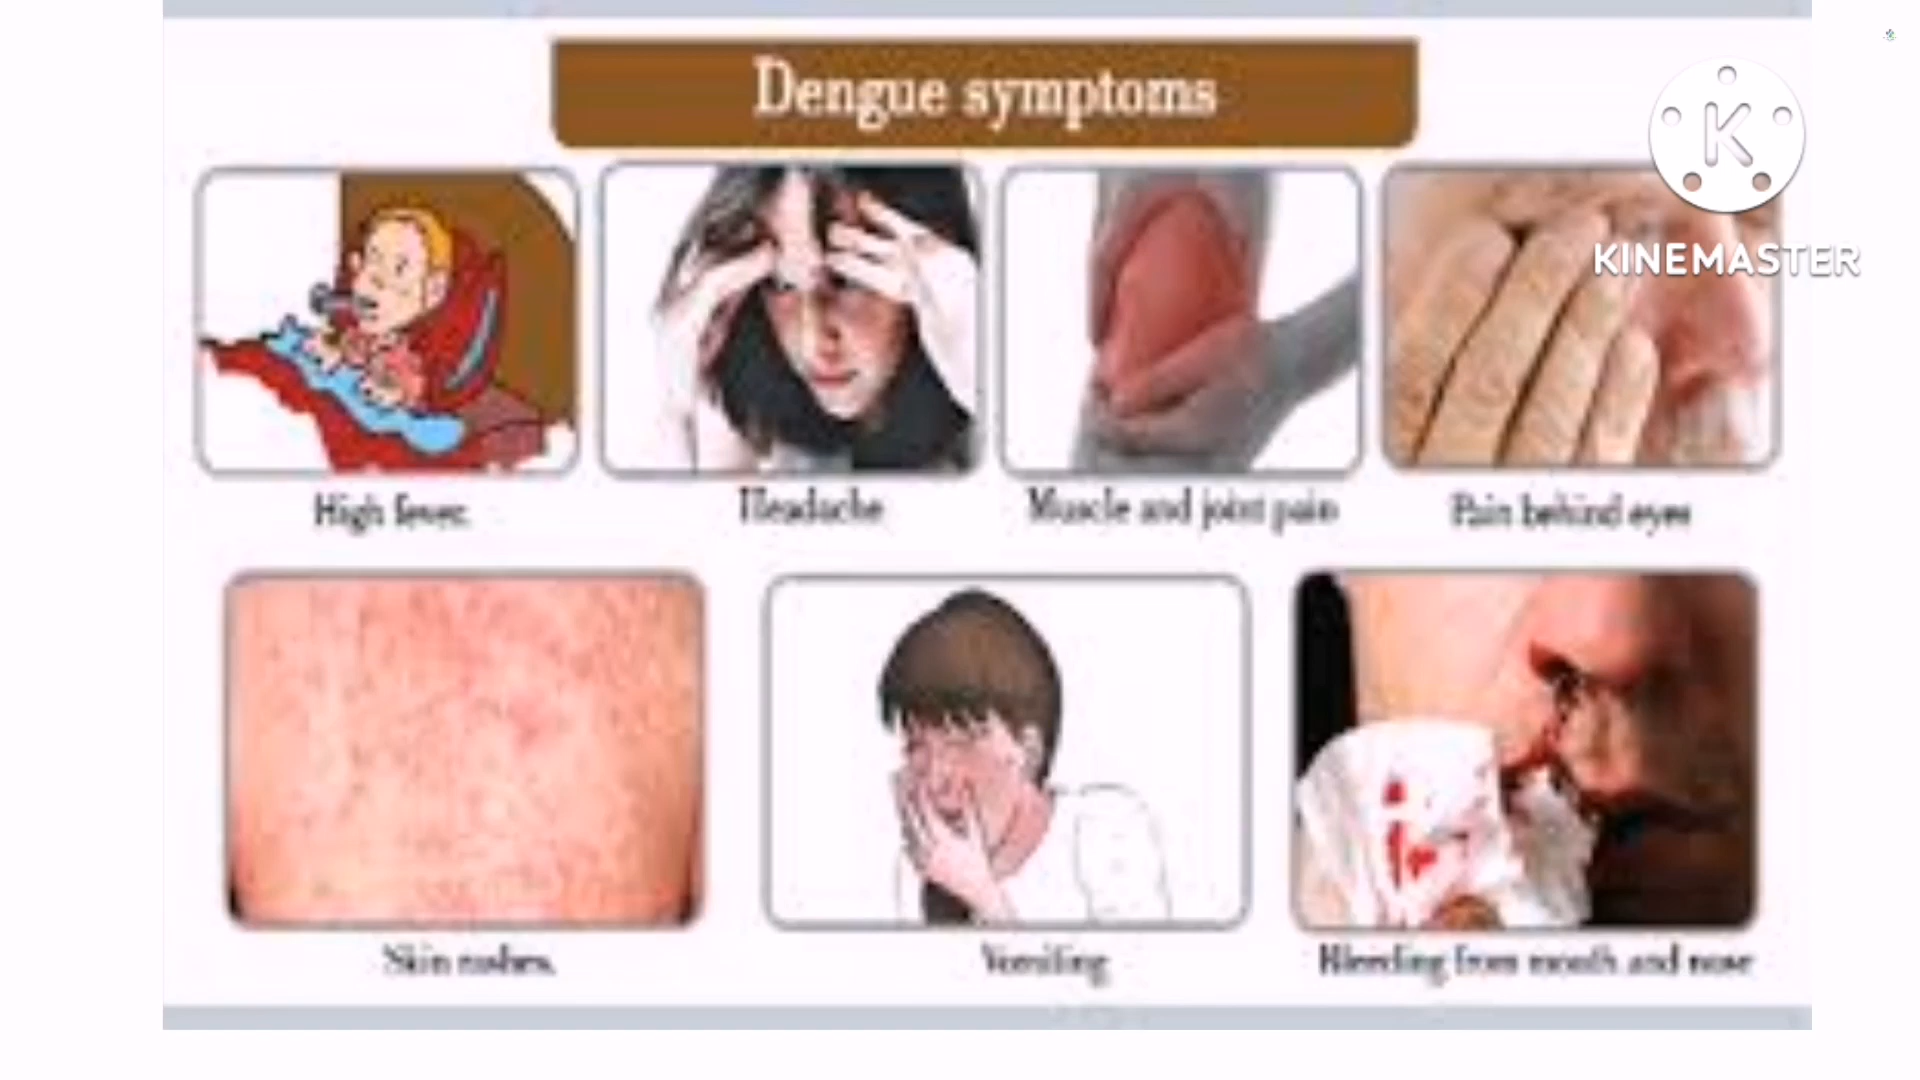 Dengue symptoms
K
KINEMASTER
High fever
Headache
Muscle and joint pain
Pain behind eyes
Skin rashes
Vomiting
Bleeding from mouth and nose